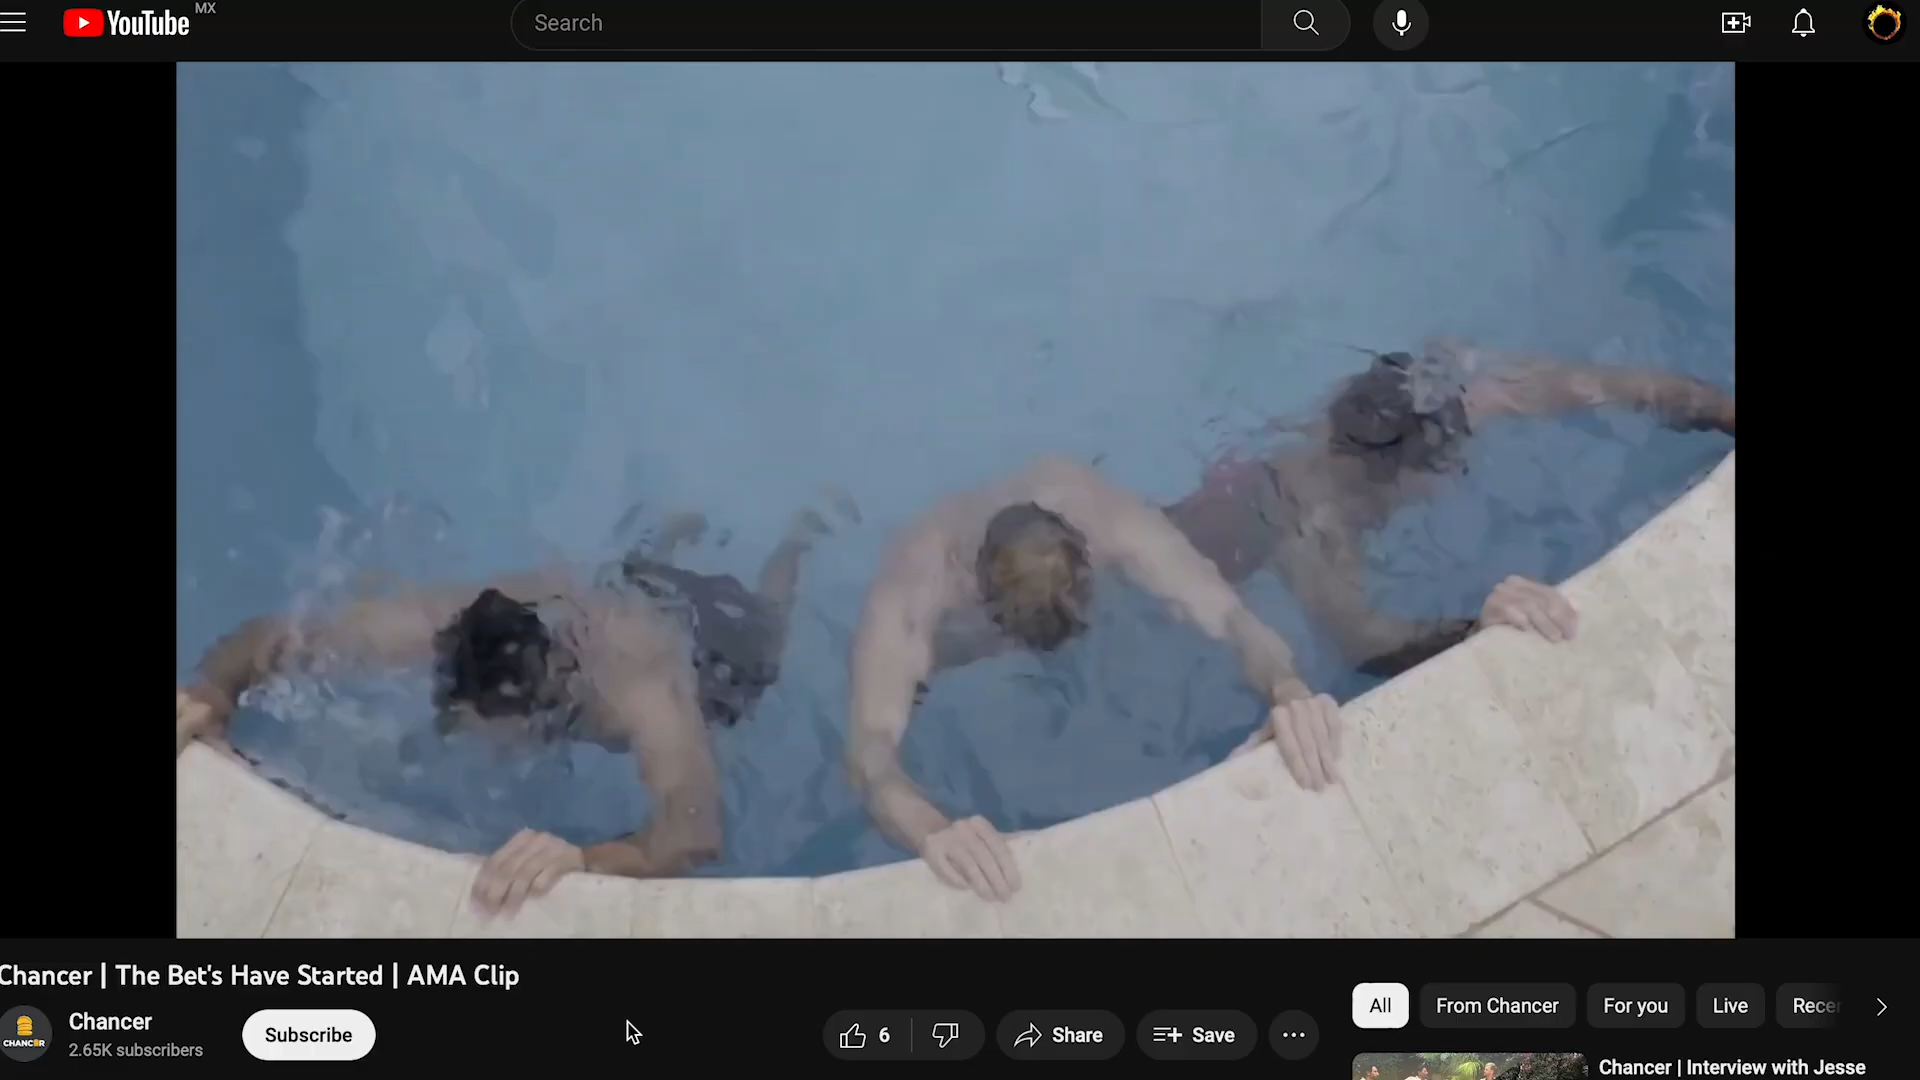 YouTube MX
Search
Chancer | The Bet's Have Started | AMA Clip
CHANCER
Chancer
2.65K subscribers
Subscribe
6
Share
Save
All
From Chancer
For you
Live
Recen
Chancer | Interview with Jesse